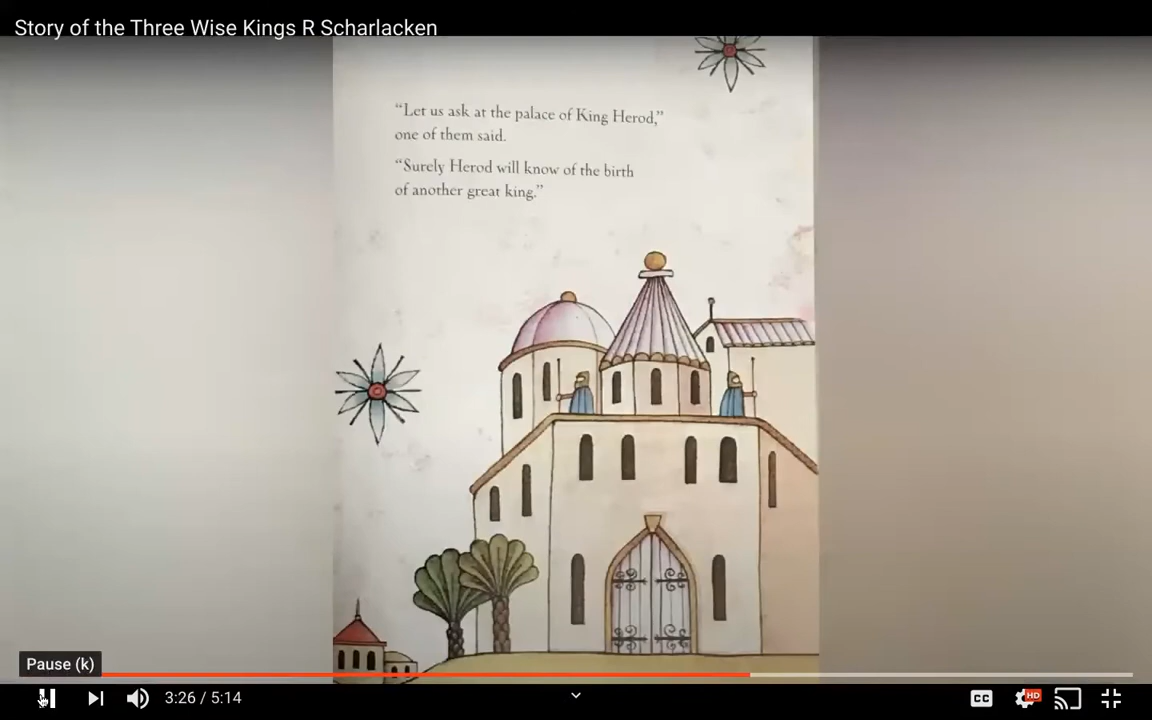 Story of the Three Wise Kings R Scharlacken
“Let us ask at the palace of King Herod,”
one of them said.
“Surely Herod will know of the birth
of another great king.”
Pause (k)
3:26 / 5:14
CC
HD